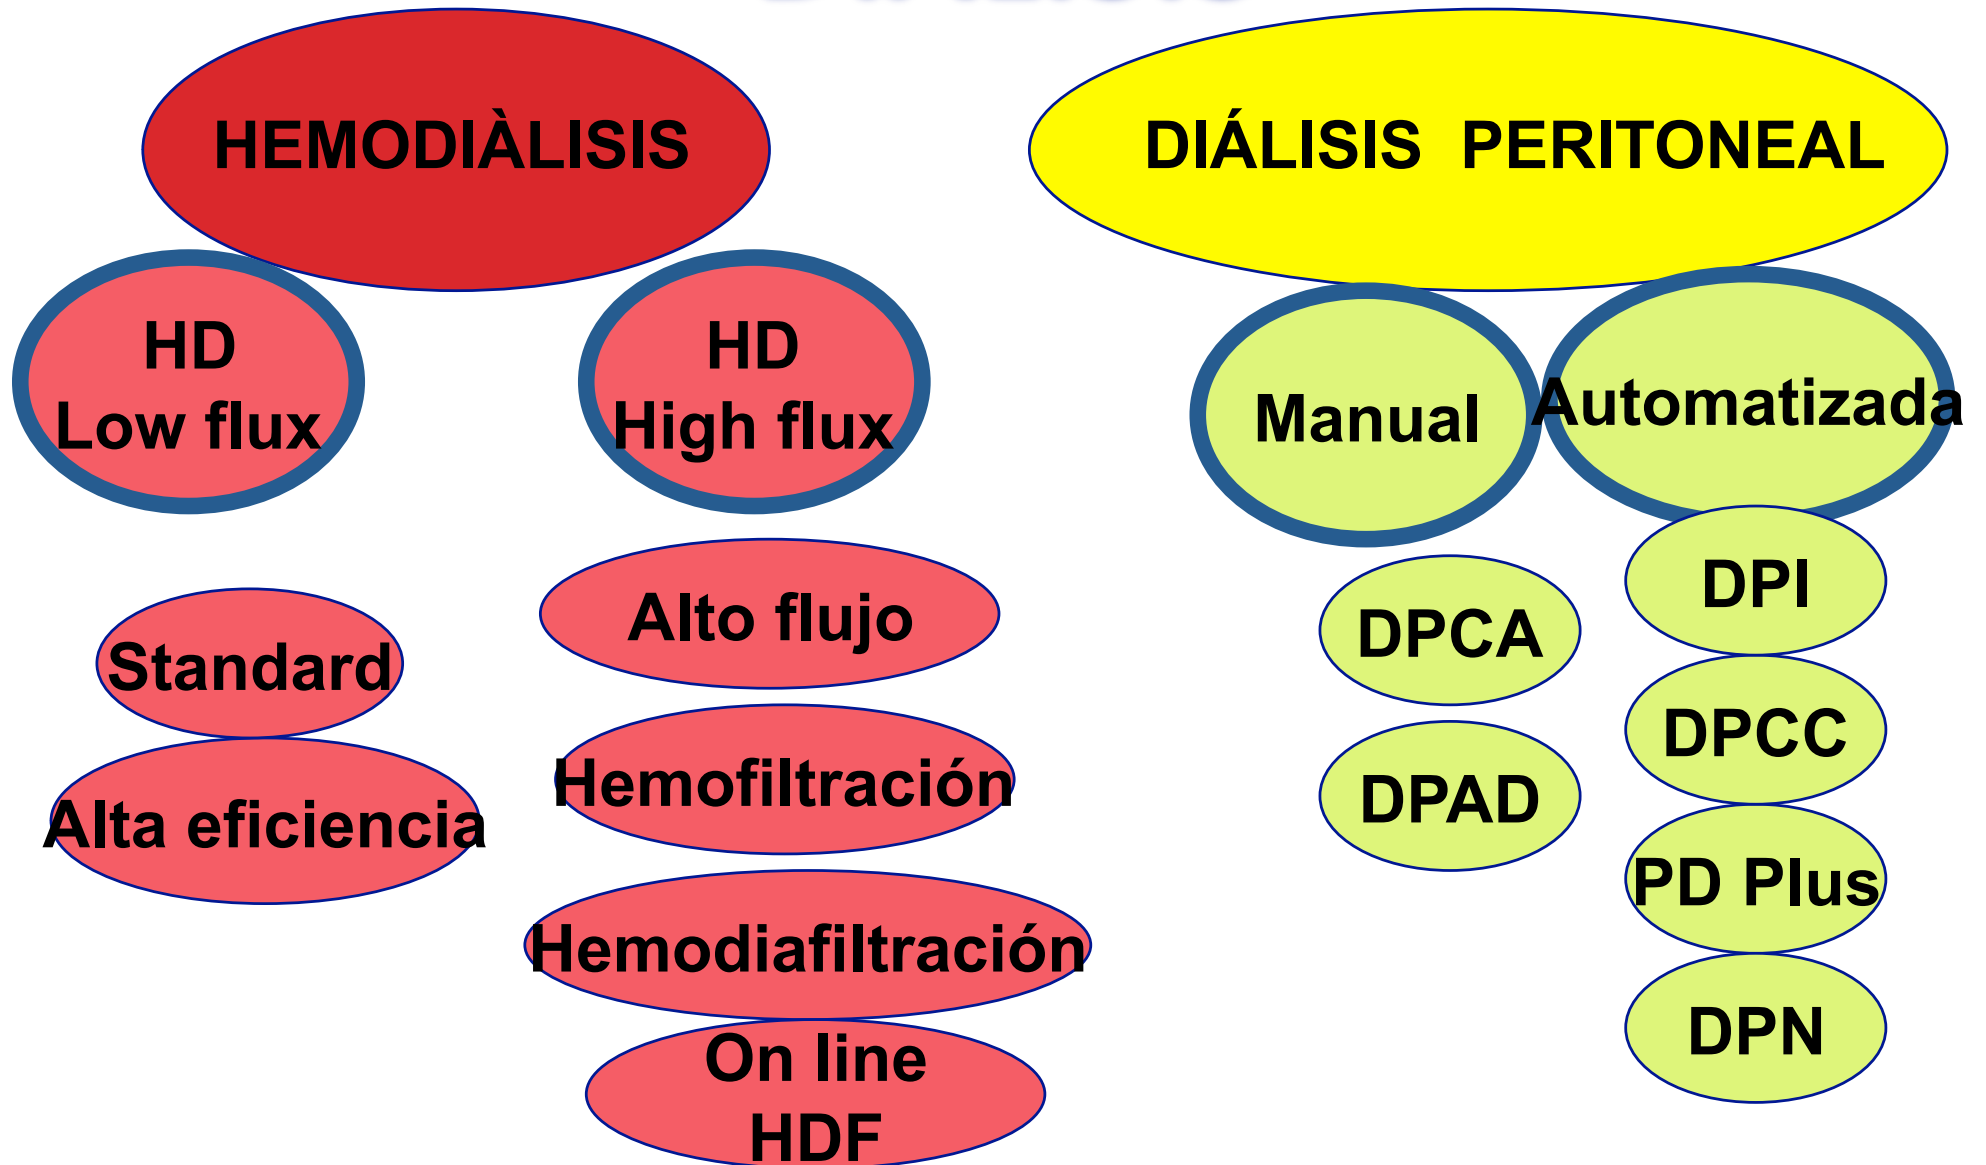 HEMODIÀLISIS
DIÁLISIS PERITONEAL
HD
Low flux
HD
High flux
Manual
Automatizada
Standard
Alta eficiencia
Alto flujo
Hemofiltración
Hemodiafiltración
On line
HDF
DPCA
DPAD
DPI
DPCC
PD Plus
DPN